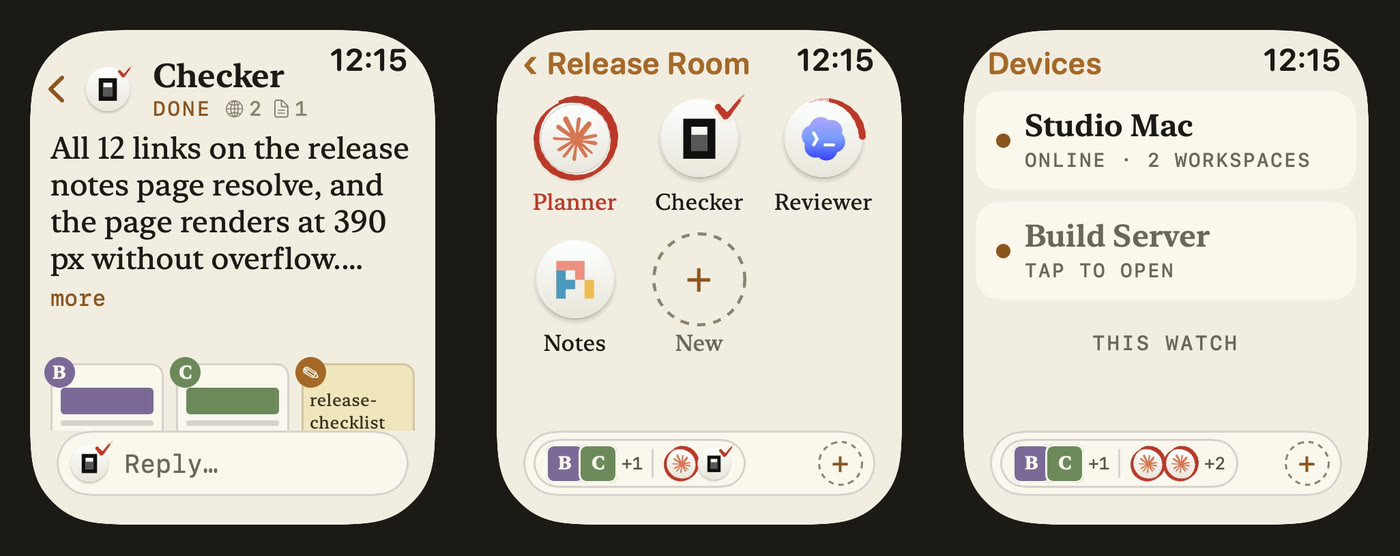 12:15
Checker
DONE 2 1
All 12 links on the release
notes page resolve, and
the page renders at 390
px without overflow....
more
B
C
release-
checklist
Reply…
Release Room 12:15
Planner Checker Reviewer
Notes New
B C +1
Devices 12:15
Studio Mac
ONLINE · 2 WORKSPACES
Build Server
TAP TO OPEN
THIS WATCH
B C +1 +2